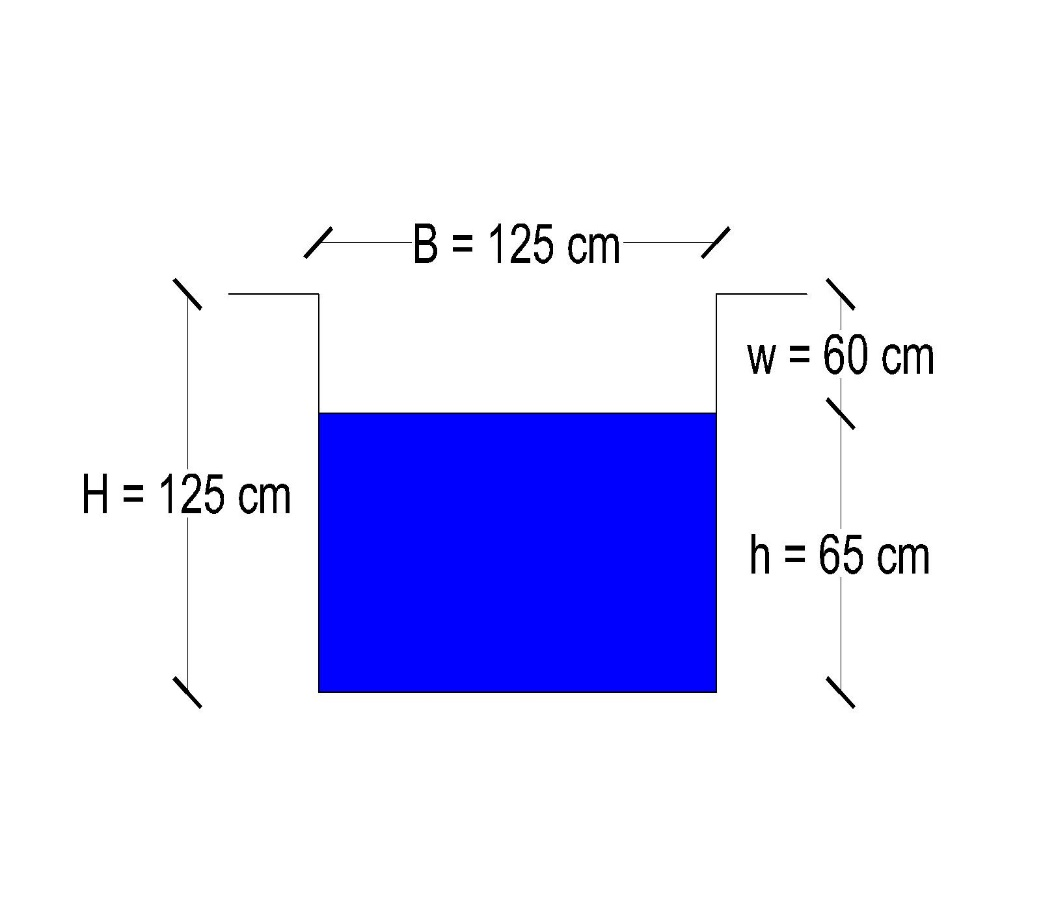 B = 125 cm
w = 60 cm
H = 125 cm
h = 65 cm